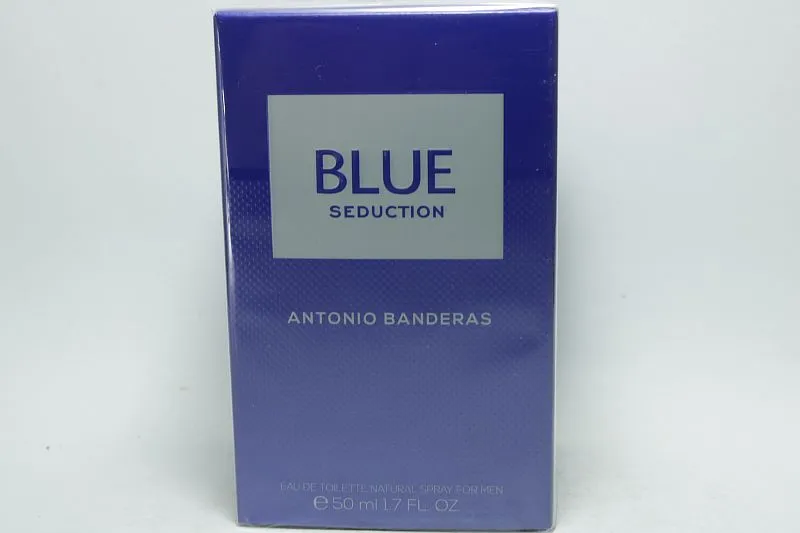 BLUE
SEDUCTION
ANTONIO BANDERAS
EAU DE TOILETTE NATURAL SPRAY FOR MEN
℮ 50 ml 1.7 FL. OZ